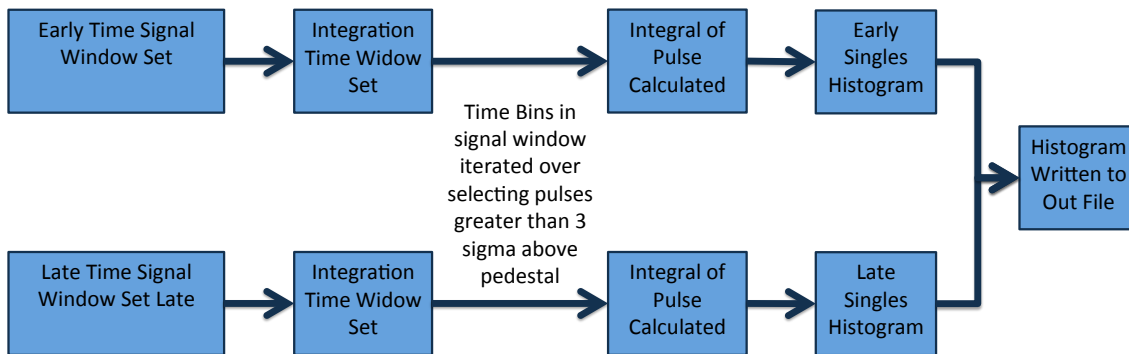 Early Time Signal
Window Set
Integration
Time Widow
Set
Integral of
Pulse
Calculated
Early
Singles
Histogram
Time Bins in
signal window
iterated over
selecting pulses
greater than 3
sigma above
pedestal
Histogram
Written to
Out File
Late Time Signal
Window Set Late
Integration
Time Widow
Set
Integral of
Pulse
Calculated
Late
Singles
Histogram